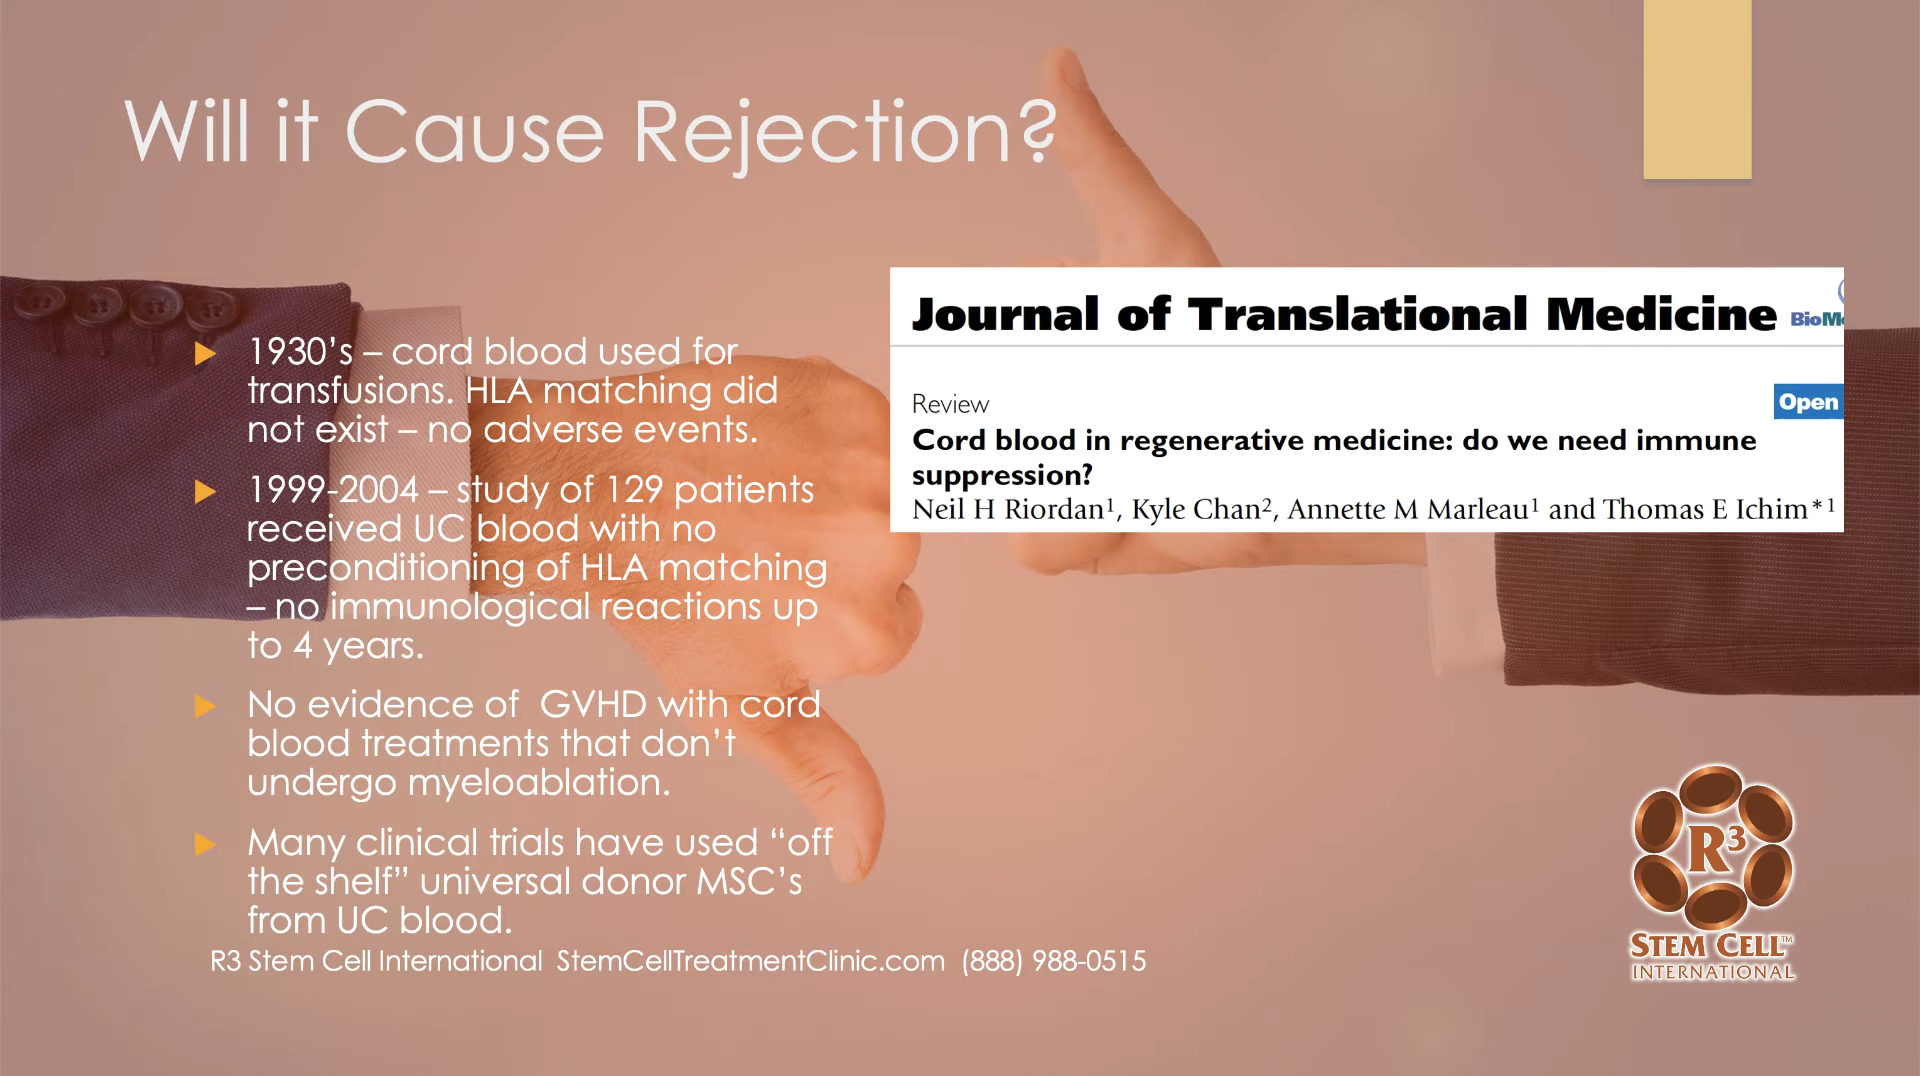 Will it Cause Rejection?
1930’s – cord blood used for
transfusions. HLA matching did
not exist – no adverse events.
1999-2004 – study of 129 patients
received UC blood with no
preconditioning of HLA matching
– no immunological reactions up
to 4 years.
No evidence of  GVHD with cord
blood treatments that don’t
undergo myeloablation.
Many clinical trials have used “off
the shelf” universal donor MSC’s
from UC blood.
Journal of Translational Medicine
Review
Open
Cord blood in regenerative medicine: do we need immune
suppression?
Neil H Riordan1, Kyle Chan2, Annette M Marleau1 and Thomas E Ichim*1
R3 Stem Cell International  StemCellTreatmentClinic.com  (888) 988-0515
R3
STEM CELL™
INTERNATIONAL